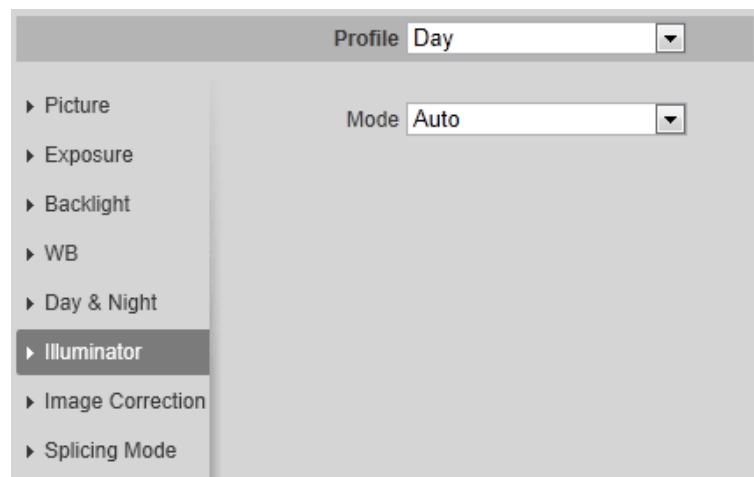 Profile Day
Mode Auto
Picture
Exposure
Backlight
WB
Day & Night
Illuminator
Image Correction
Splicing Mode